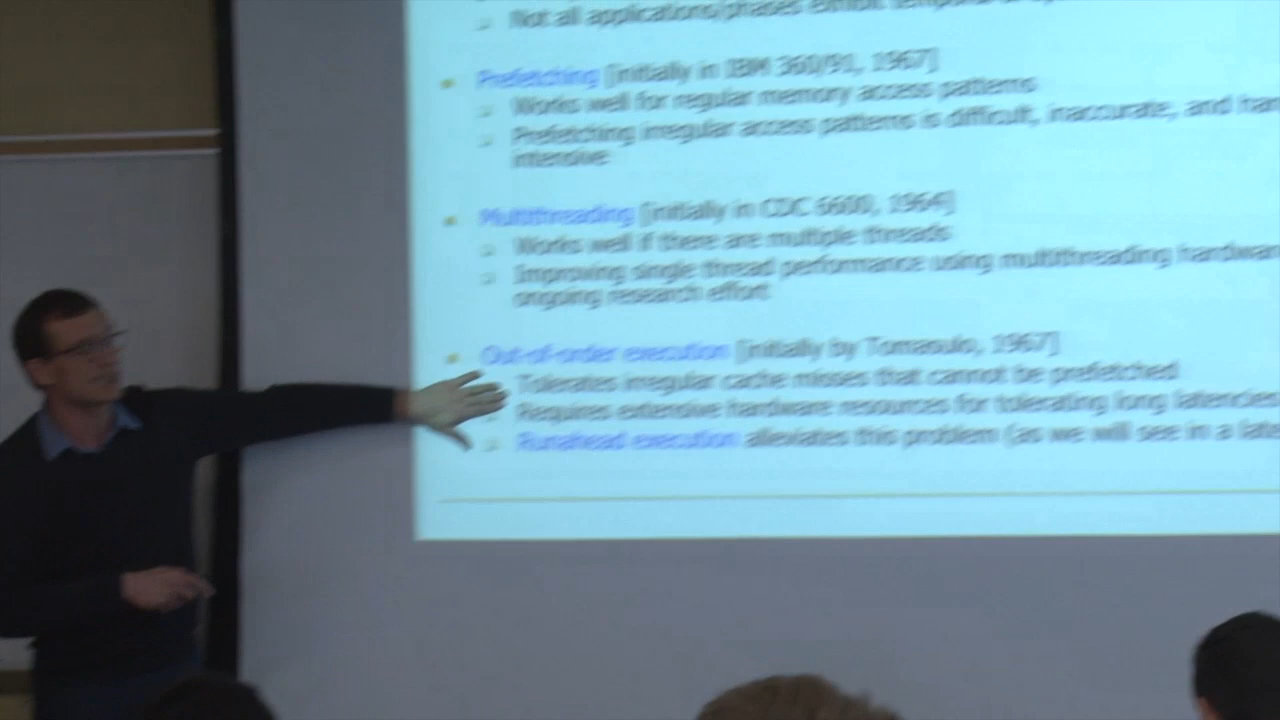 Not all applications/phases exhibit temporal
Prefetching [initially in IBM 360/91, 1967]
Works well for regular memory access patterns
Prefetching irregular access patterns is difficult, inaccurate, and har
intensive
Multithreading [initially in CDC 6600, 1964]
Works well if there are multiple threads
Improving single thread performance using multithreading hardwar
ongoing research effort
Out-of-order execution [initially by Tomasulo, 1967]
Tolerates irregular cache misses that cannot be prefetched
Requires extensive hardware resources for tolerating long latencies
Runahead execution alleviates this problem (as we will see in a late